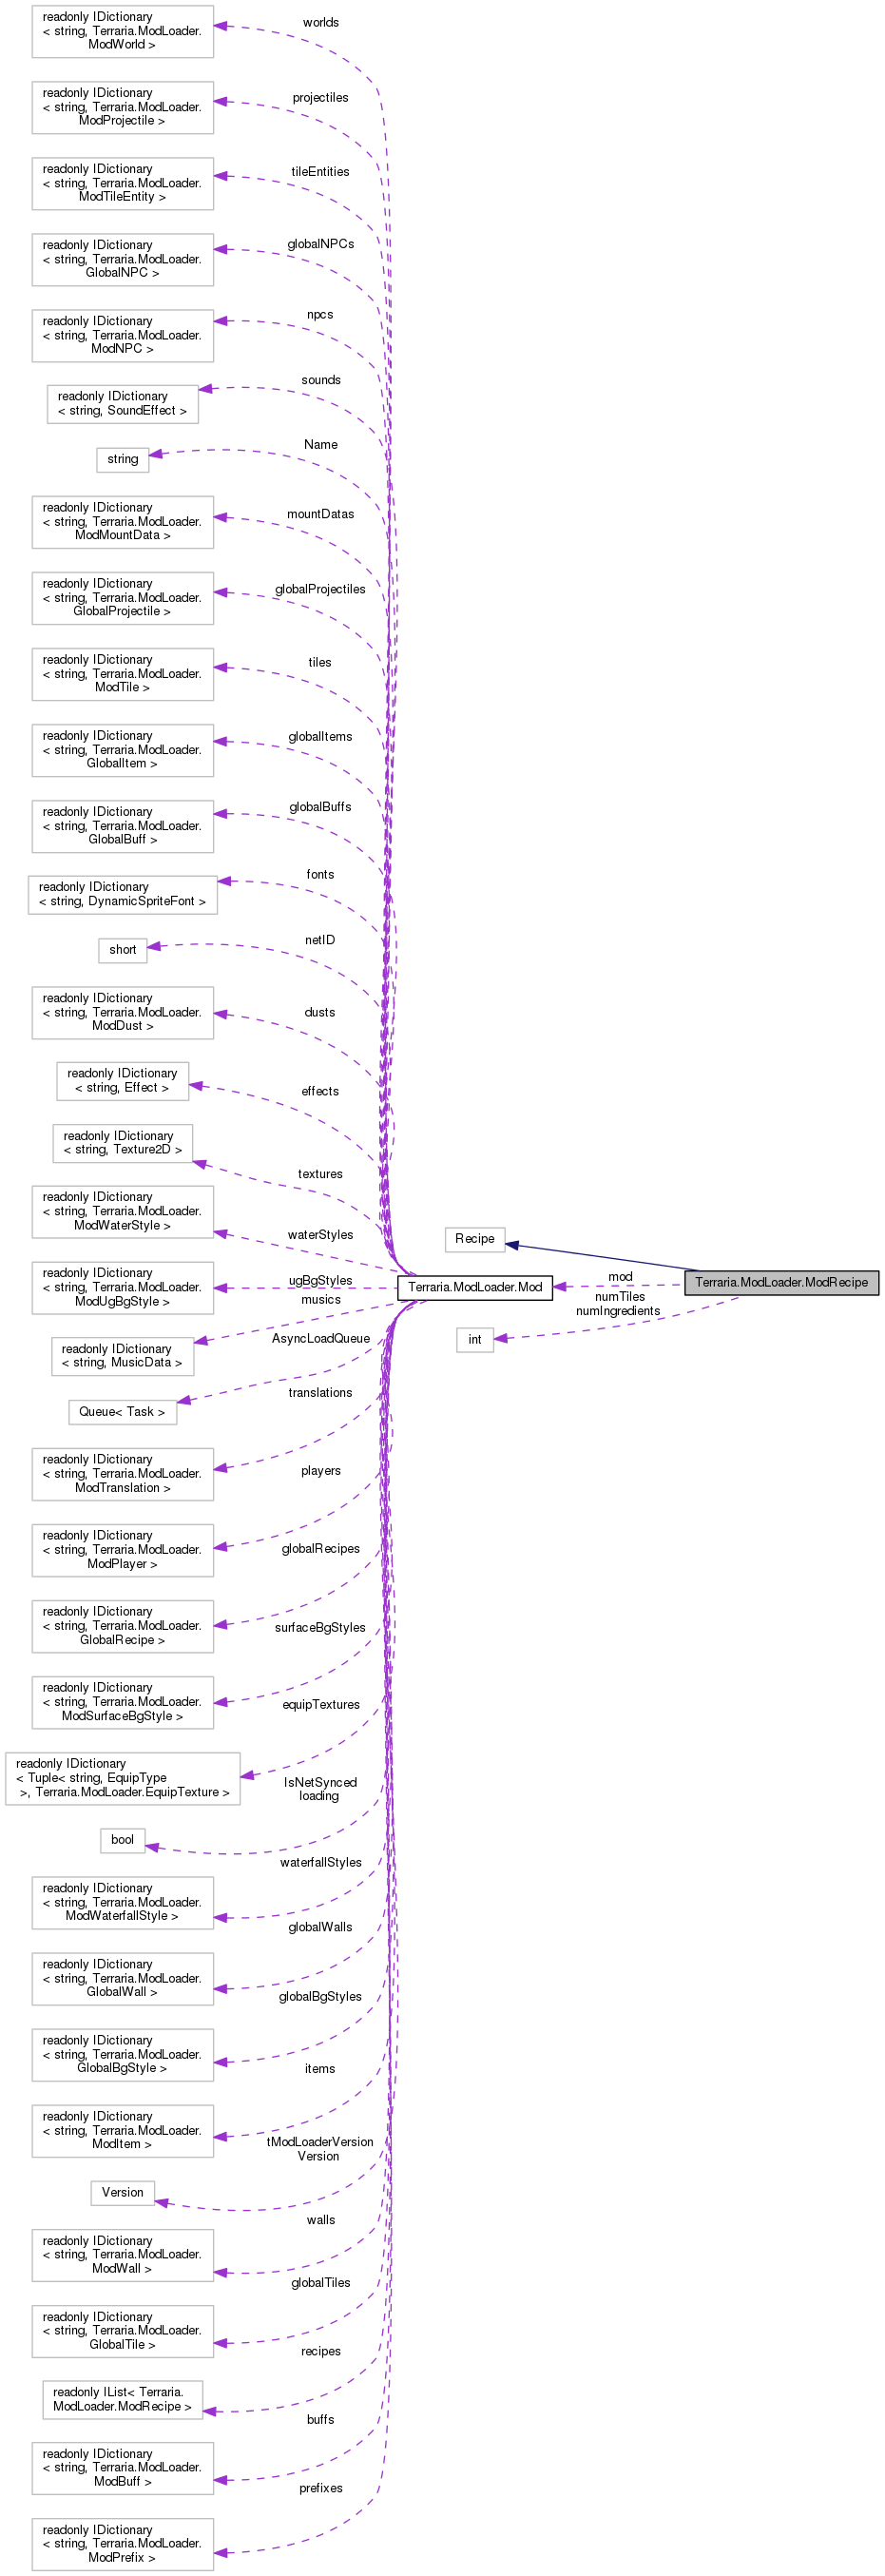 worlds
readonly IDictionary
< string, Terraria.ModLoader.
ModWorld >
projectiles
readonly IDictionary
< string, Terraria.ModLoader.
ModProjectile >
tileEntities
readonly IDictionary
< string, Terraria.ModLoader.
ModTileEntity >
globalNPCs
readonly IDictionary
< string, Terraria.ModLoader.
GlobalNPC >
npcs
readonly IDictionary
< string, Terraria.ModLoader.
ModNPC >
sounds
readonly IDictionary
< string, SoundEffect >
Name
string
mountDatas
readonly IDictionary
< string, Terraria.ModLoader.
ModMountData >
globalProjectiles
readonly IDictionary
< string, Terraria.ModLoader.
GlobalProjectile >
tiles
readonly IDictionary
< string, Terraria.ModLoader.
ModTile >
globalItems
readonly IDictionary
< string, Terraria.ModLoader.
GlobalItem >
globalBuffs
readonly IDictionary
< string, Terraria.ModLoader.
GlobalBuff >
fonts
readonly IDictionary
< string, DynamicSpriteFont >
netID
short
dusts
readonly IDictionary
< string, Terraria.ModLoader.
ModDust >
effects
readonly IDictionary
< string, Effect >
textures
readonly IDictionary
< string, Texture2D >
waterStyles
readonly IDictionary
< string, Terraria.ModLoader.
ModWaterStyle >
Recipe
ugBgStyles
readonly IDictionary
< string, Terraria.ModLoader.
ModUgBgStyle >
Terraria.ModLoader.Mod
mod
Terraria.ModLoader.ModRecipe
numTiles
numIngredients
int
musics
readonly IDictionary
< string, MusicData >
AsyncLoadQueue
Queue< Task >
translations
readonly IDictionary
< string, Terraria.ModLoader.
ModTranslation >
players
readonly IDictionary
< string, Terraria.ModLoader.
ModPlayer >
globalRecipes
readonly IDictionary
< string, Terraria.ModLoader.
GlobalRecipe >
surfaceBgStyles
readonly IDictionary
< string, Terraria.ModLoader.
ModSurfaceBgStyle >
equipTextures
readonly IDictionary
< Tuple< string, EquipType
>, Terraria.ModLoader.EquipTexture >
IsNetSynced
loading
bool
waterfallStyles
readonly IDictionary
< string, Terraria.ModLoader.
ModWaterfallStyle >
globalWalls
readonly IDictionary
< string, Terraria.ModLoader.
GlobalWall >
globalBgStyles
readonly IDictionary
< string, Terraria.ModLoader.
GlobalBgStyle >
items
readonly IDictionary
< string, Terraria.ModLoader.
ModItem >
tModLoaderVersion
Version
Version
walls
readonly IDictionary
< string, Terraria.ModLoader.
ModWall >
globalTiles
readonly IDictionary
< string, Terraria.ModLoader.
GlobalTile >
recipes
readonly IList< Terraria.
ModLoader.ModRecipe >
buffs
readonly IDictionary
< string, Terraria.ModLoader.
ModBuff >
prefixes
readonly IDictionary
< string, Terraria.ModLoader.
ModPrefix >